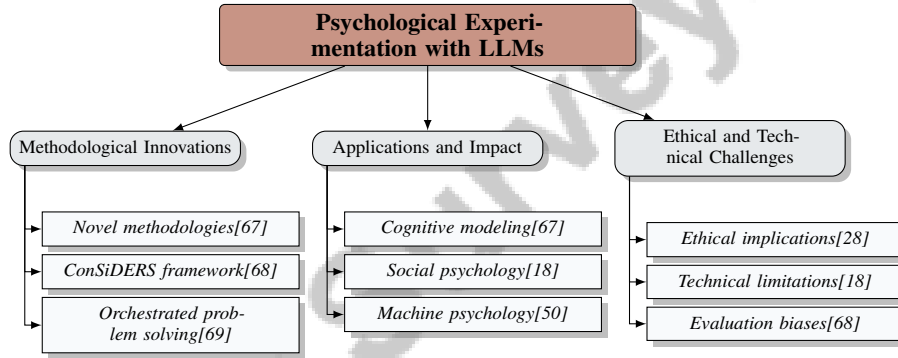 Psychological Experi-
mentation with LLMs
Methodological Innovations
Applications and Impact
Ethical and Tech-
nical Challenges
Novel methodologies[67]
ConSiDERS framework[68]
Orchestrated prob-
lem solving[69]
Cognitive modeling[67]
Social psychology[18]
Machine psychology[50]
Ethical implications[28]
Technical limitations[18]
Evaluation biases[68]
survey